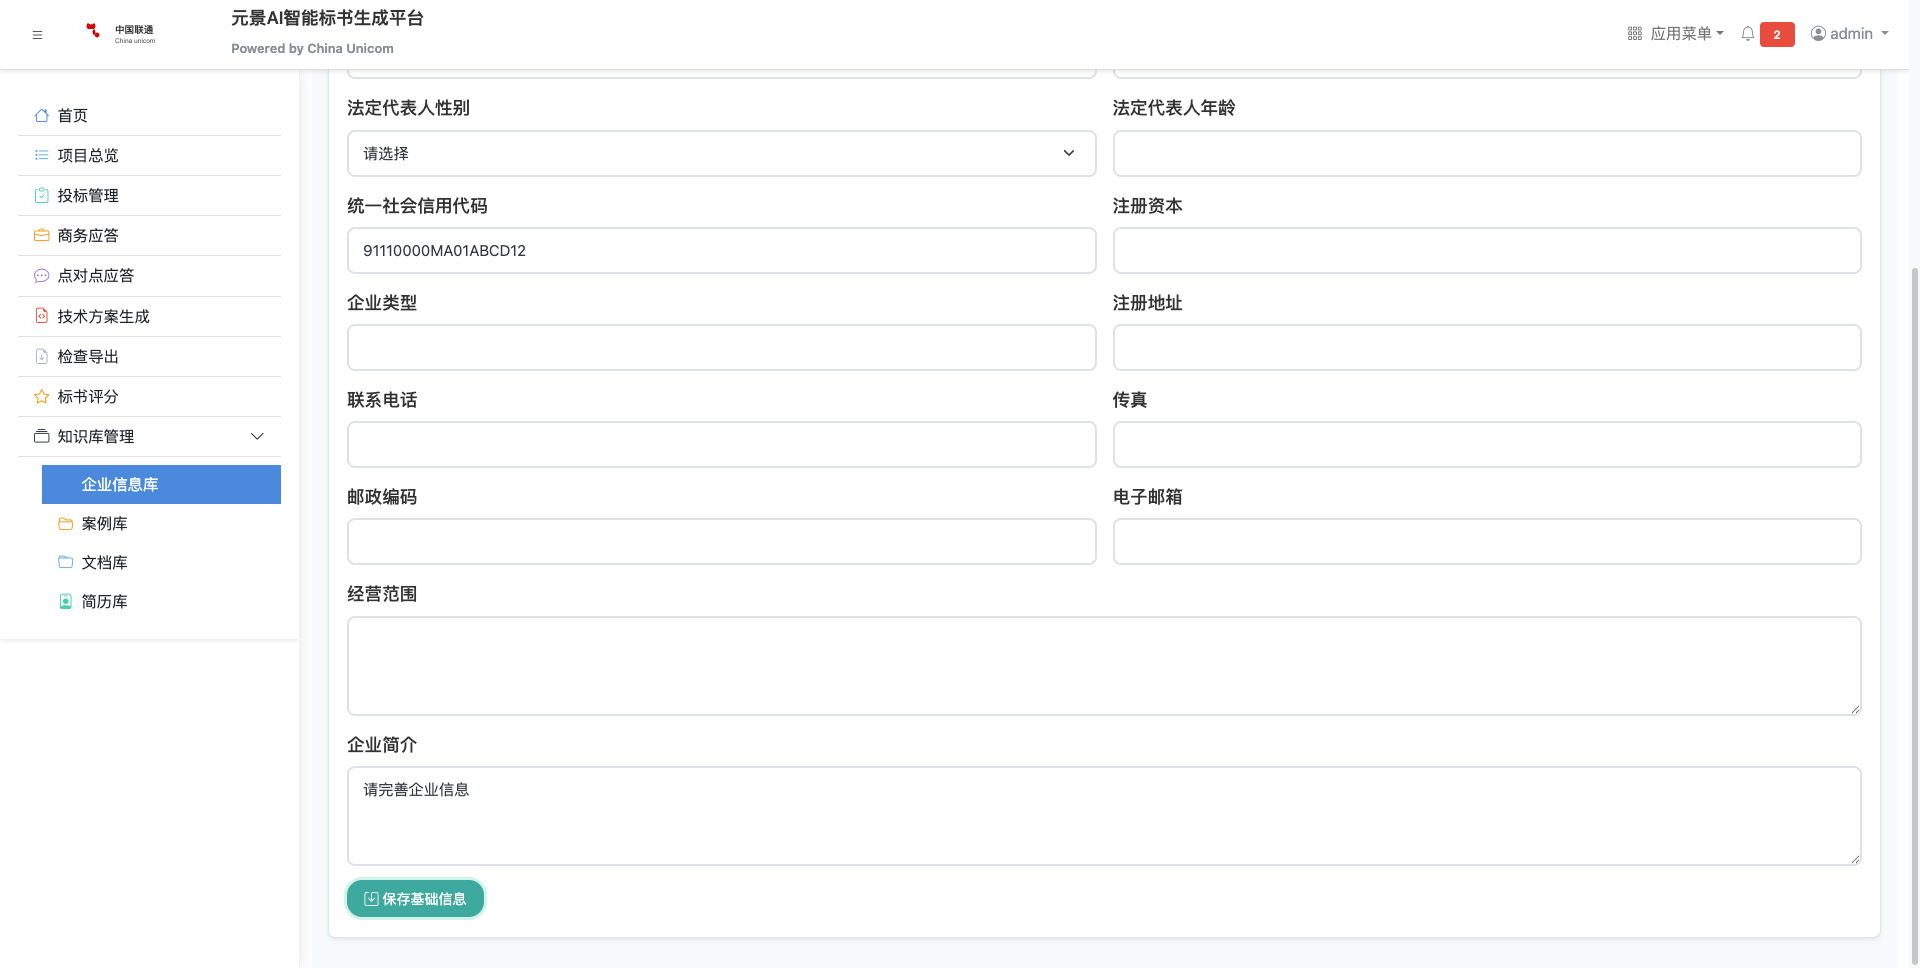 元景AI智能标书生成平台
Powered by China Unicom
中国联通
China unicom
应用菜单
2
admin
首页
项目总览
投标管理
商务应答
点对点应答
技术方案生成
检查导出
标书评分
知识库管理
企业信息库
案例库
文档库
简历库
法定代表人性别
法定代表人年龄
请选择
统一社会信用代码
注册资本
91110000MA01ABCD12
企业类型
注册地址
联系电话
传真
邮政编码
电子邮箱
经营范围
企业简介
请完善企业信息
保存基础信息